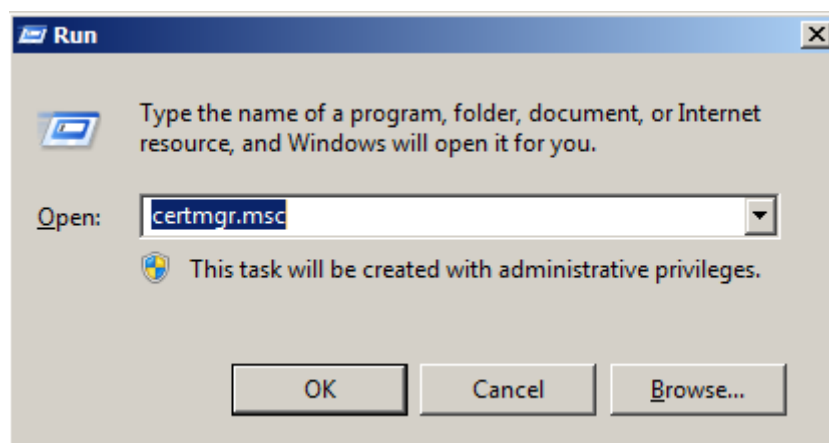 Run
Type the name of a program, folder, document, or Internet
resource, and Windows will open it for you.
Open: certmgr.msc
This task will be created with administrative privileges.
OK Cancel Browse...